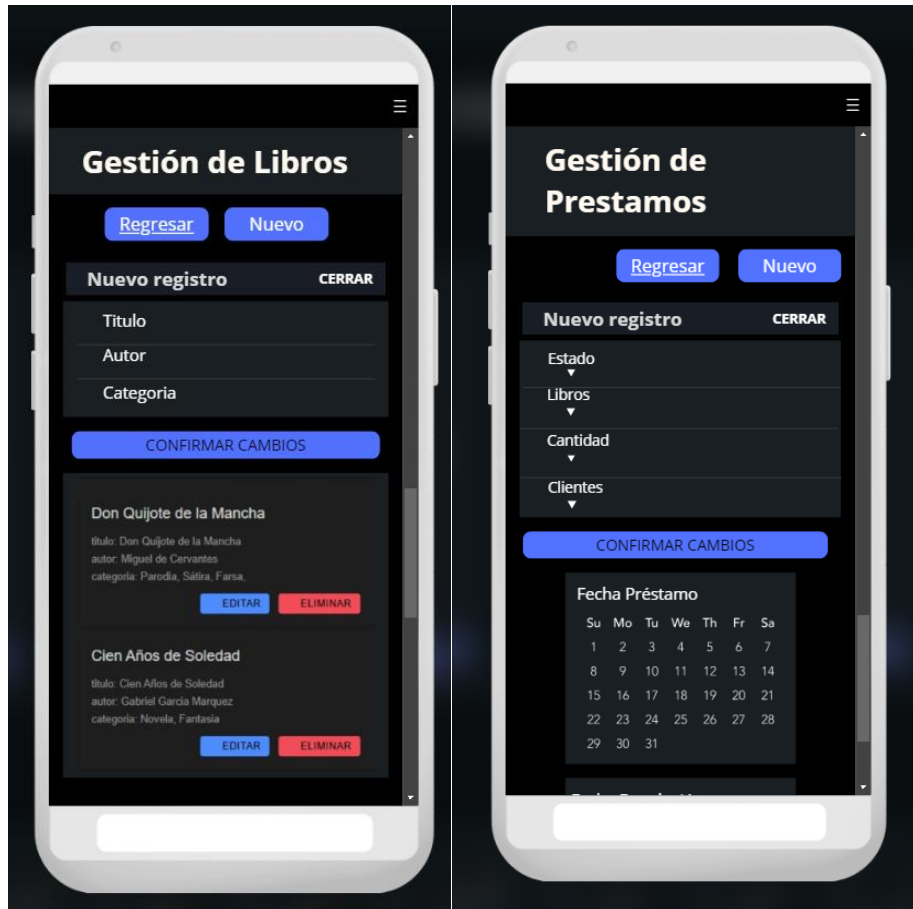 ☰
Gestión de Libros
Regresar Nuevo
Nuevo registro CERRAR
Titulo
Autor
Categoria
CONFIRMAR CAMBIOS
Don Quijote de la Mancha
titulo: Don Quijote de la Mancha
autor: Miguel de Cervantes
categoria: Parodia, Sátira, Farsa,
EDITAR ELIMINAR
Cien Años de Soledad
titulo: Cien Años de Soledad
autor: Gabriel Garcia Marquez
categoria: Novela, Fantasia
EDITAR ELIMINAR
☰
Gestión de
Prestamos
Regresar Nuevo
Nuevo registro CERRAR
Estado
Libros
Cantidad
Clientes
CONFIRMAR CAMBIOS
Fecha Préstamo
Su Mo Tu We Th Fr Sa
1 2 3 4 5 6 7
8 9 10 11 12 13 14
15 16 17 18 19 20 21
22 23 24 25 26 27 28
29 30 31